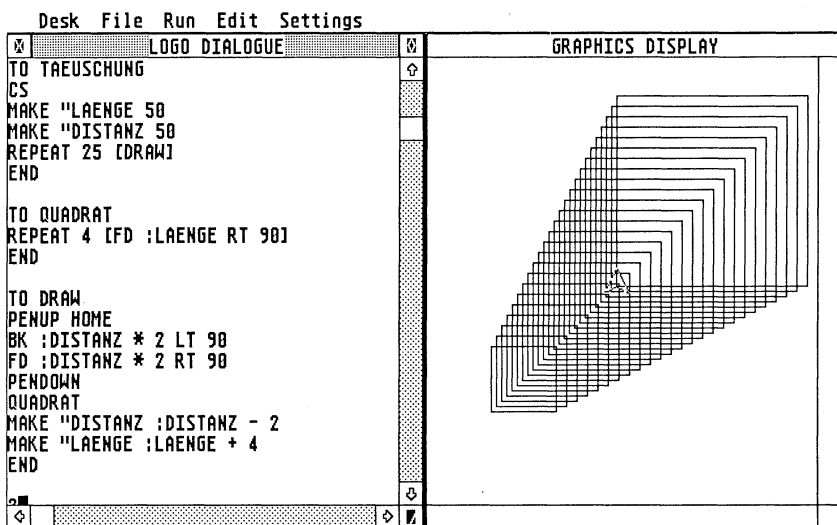 Desk File Run Edit Settings
LOGO DIALOGUE
GRAPHICS DISPLAY
TO TAEUSCHUNG
CS
MAKE "LAENGE 50
MAKE "DISTANZ 50
REPEAT 25 [DRAW]
END
TO QUADRAT
REPEAT 4 [FD :LAENGE RT 90]
END
TO DRAW
PENUP HOME
BK :DISTANZ * 2 LT 90
FD :DISTANZ * 2 RT 90
PENDOWN
QUADRAT
MAKE "DISTANZ :DISTANZ - 2
MAKE "LAENGE :LAENGE + 4
END
?